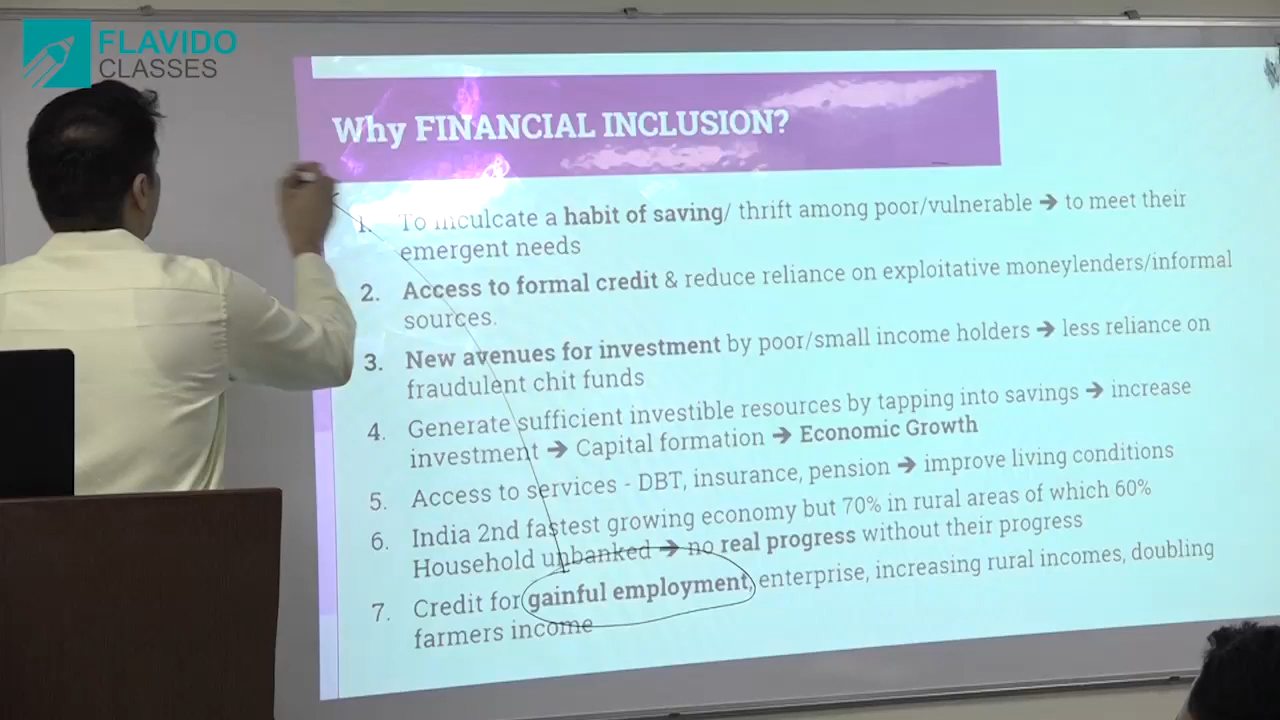 FLAVIDO
CLASSES
Why FINANCIAL INCLUSION?
1. To inculcate a habit of saving/ thrift among poor/vulnerable ➔ to meet their
emergent needs
2. Access to formal credit & reduce reliance on exploitative moneylenders/informal
sources.
3. New avenues for investment by poor/small income holders ➔ less reliance on
fraudulent chit funds
4. Generate sufficient investible resources by tapping into savings ➔ increase
investment ➔ Capital formation ➔ Economic Growth
5. Access to services - DBT, insurance, pension ➔ improve living conditions
6. India 2nd fastest growing economy but 70% in rural areas of which 60%
Household unbanked ➔ no real progress without their progress
7. Credit for gainful employment, enterprise, increasing rural incomes, doubling
farmers income